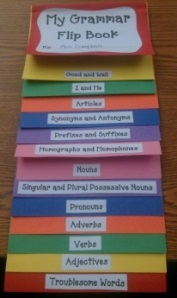 My Grammar
Flip Book
Good and Well
I and Me
Articles
Synonyms and Antonyms
Prefixes and Suffixes
Homographs and Homophones
Nouns
Singular and Plural Possessive Nouns
Pronouns
Adverbs
Verbs
Adjectives
Troublesome Words